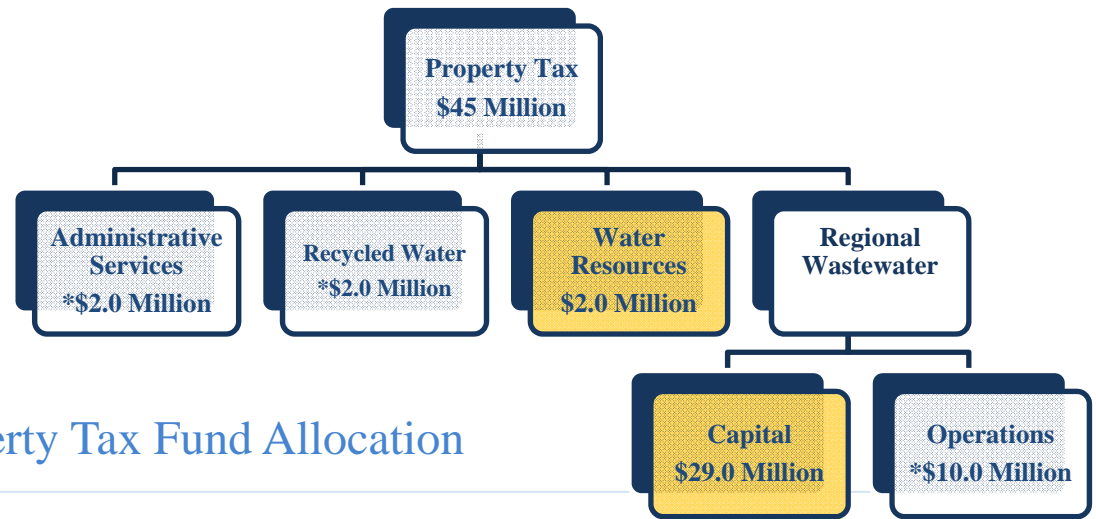 Property Tax
$45 Million
Administrative
Services
*$2.0 Million
Recycled Water
*$2.0 Million
Water
Resources
$2.0 Million
Regional
Wastewater
Capital
$29.0 Million
Operations
*$10.0 Million
erty Tax Fund Allocation